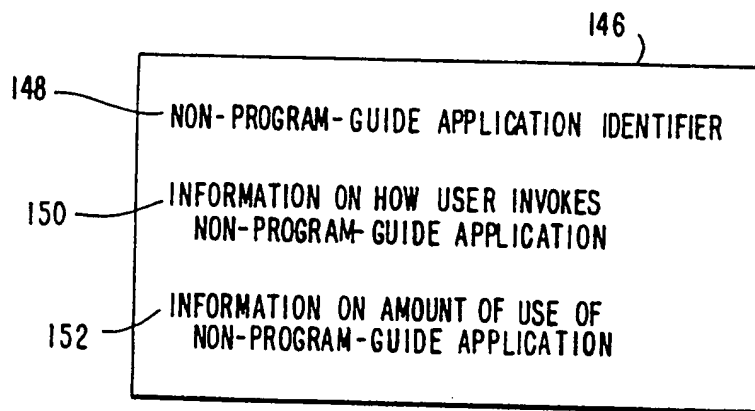 146
148
NON-PROGRAM-GUIDE APPLICATION IDENTIFIER
150
INFORMATION ON HOW USER INVOKES
NON-PROGRAM-GUIDE APPLICATION
152
INFORMATION ON AMOUNT OF USE OF
NON-PROGRAM-GUIDE APPLICATION